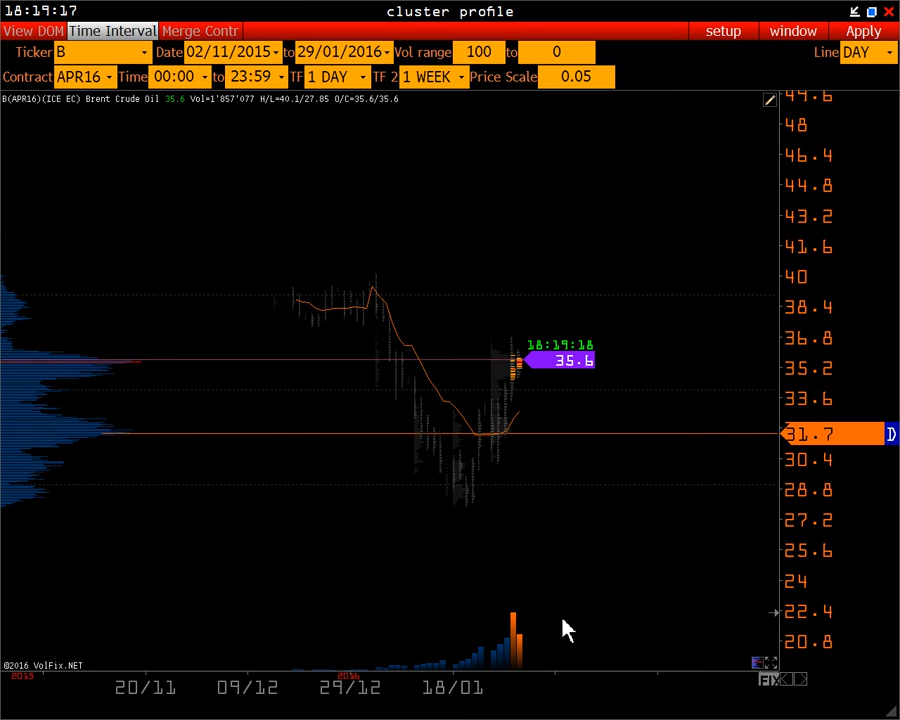 18:19:17 cluster profile
View DOM Time Interval Merge Contr setup window Apply
Ticker B Date 02/11/2015 to 29/01/2016 Vol range 100 to 0 Line DAY
Contract APR16 Time 00:00 to 23:59 TF 1 DAY TF 2 1 WEEK Price Scale 0.05
B(APR16)(ICE EC) Brent Crude Oil 35.6 Vol=1'857'077 H/L=40.1/27.85 O/C=35.6/35.6
49.6
48
46.4
44.8
43.2
41.6
40
38.4
36.8
18:19:18
35.6
35.2
33.6
31.7 D
30.4
28.8
27.2
25.6
24
22.4
20.8
©2016 VolFix.NET
2015 2016
20/11 09/12 29/12 18/01
FIX